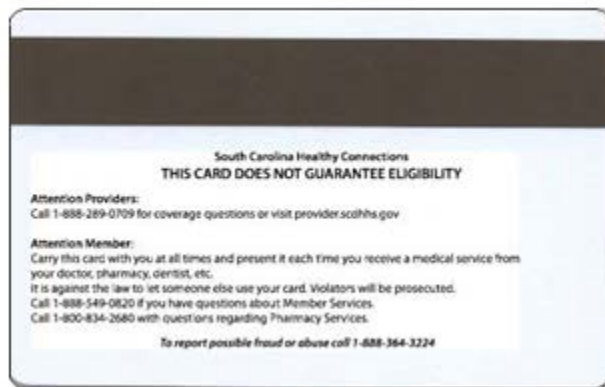 South Carolina Healthy Connections
THIS CARD DOES NOT GUARANTEE ELIGIBILITY
Attention Providers:
Call 1-888-289-0709 for coverage questions or visit provider.scdhhs.gov
Attention Member:
Carry this card with you at all times and present it each time you receive a medical service from
your doctor, pharmacy, dentist, etc.
It is against the law to let someone else use your card. Violators will be prosecuted.
Call 1-888-549-0820 if you have questions about Member Services.
Call 1-800-834-2680 with questions regarding Pharmacy Services.
To report possible fraud or abuse call 1-888-364-3224